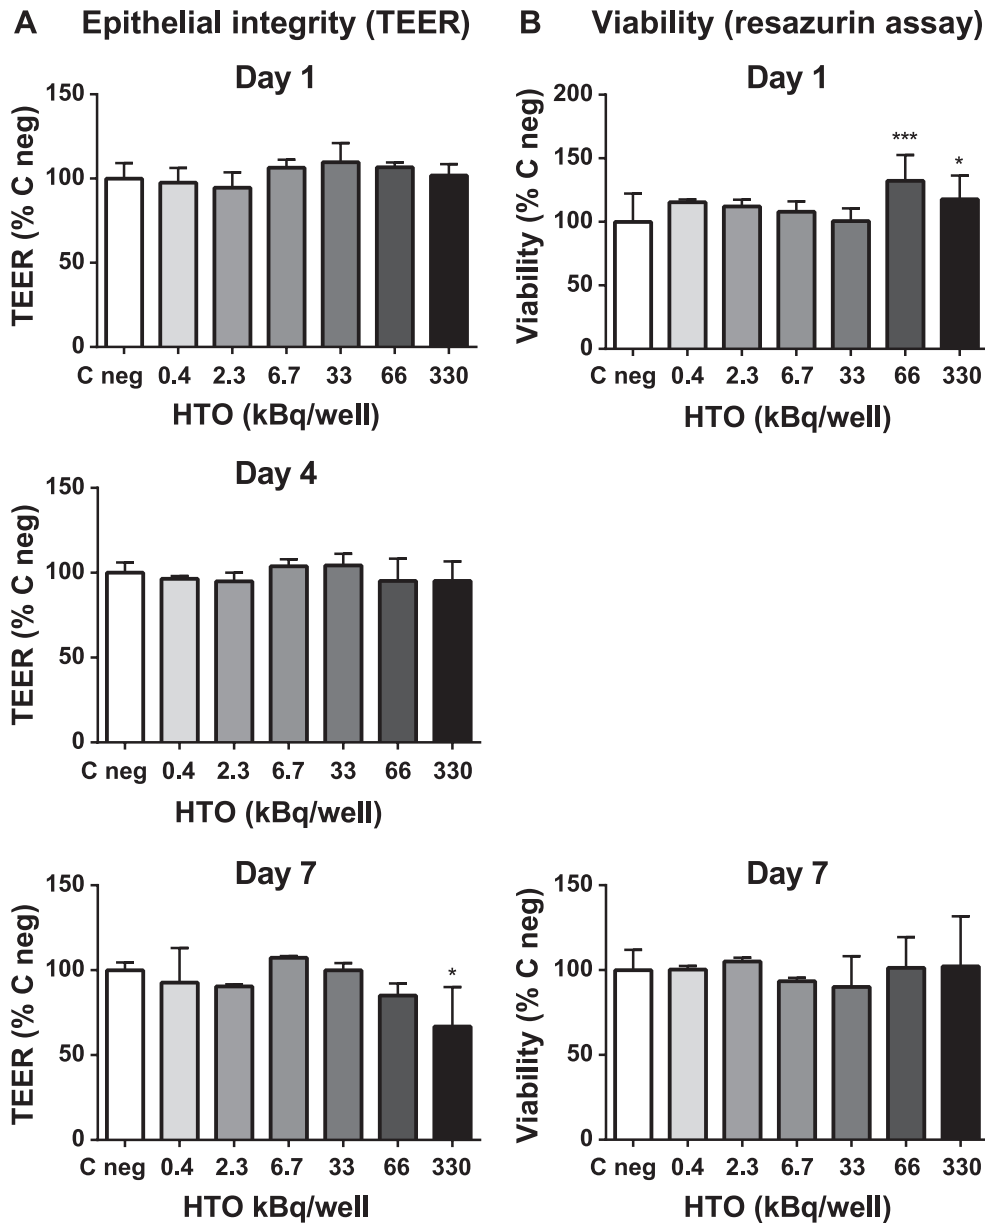 A Epithelial integrity (TEER)
Day 1
TEER (% C neg)
150
100
50
0
C neg 0.4 2.3 6.7 33 66 330
HTO (kBq/well)
Day 4
TEER (% C neg)
150
100
50
0
C neg 0.4 2.3 6.7 33 66 330
HTO (kBq/well)
Day 7
TEER (% C neg)
150
100
50
0
*
C neg 0.4 2.3 6.7 33 66 330
HTO kBq/well
B Viability (resazurin assay)
Day 1
Viability (% C neg)
200
150
100
50
0
*** *
C neg 0.4 2.3 6.7 33 66 330
HTO (kBq/well)
Day 7
Viability (% C neg)
150
100
50
0
C neg 0.4 2.3 6.7 33 66 330
HTO (kBq/well)